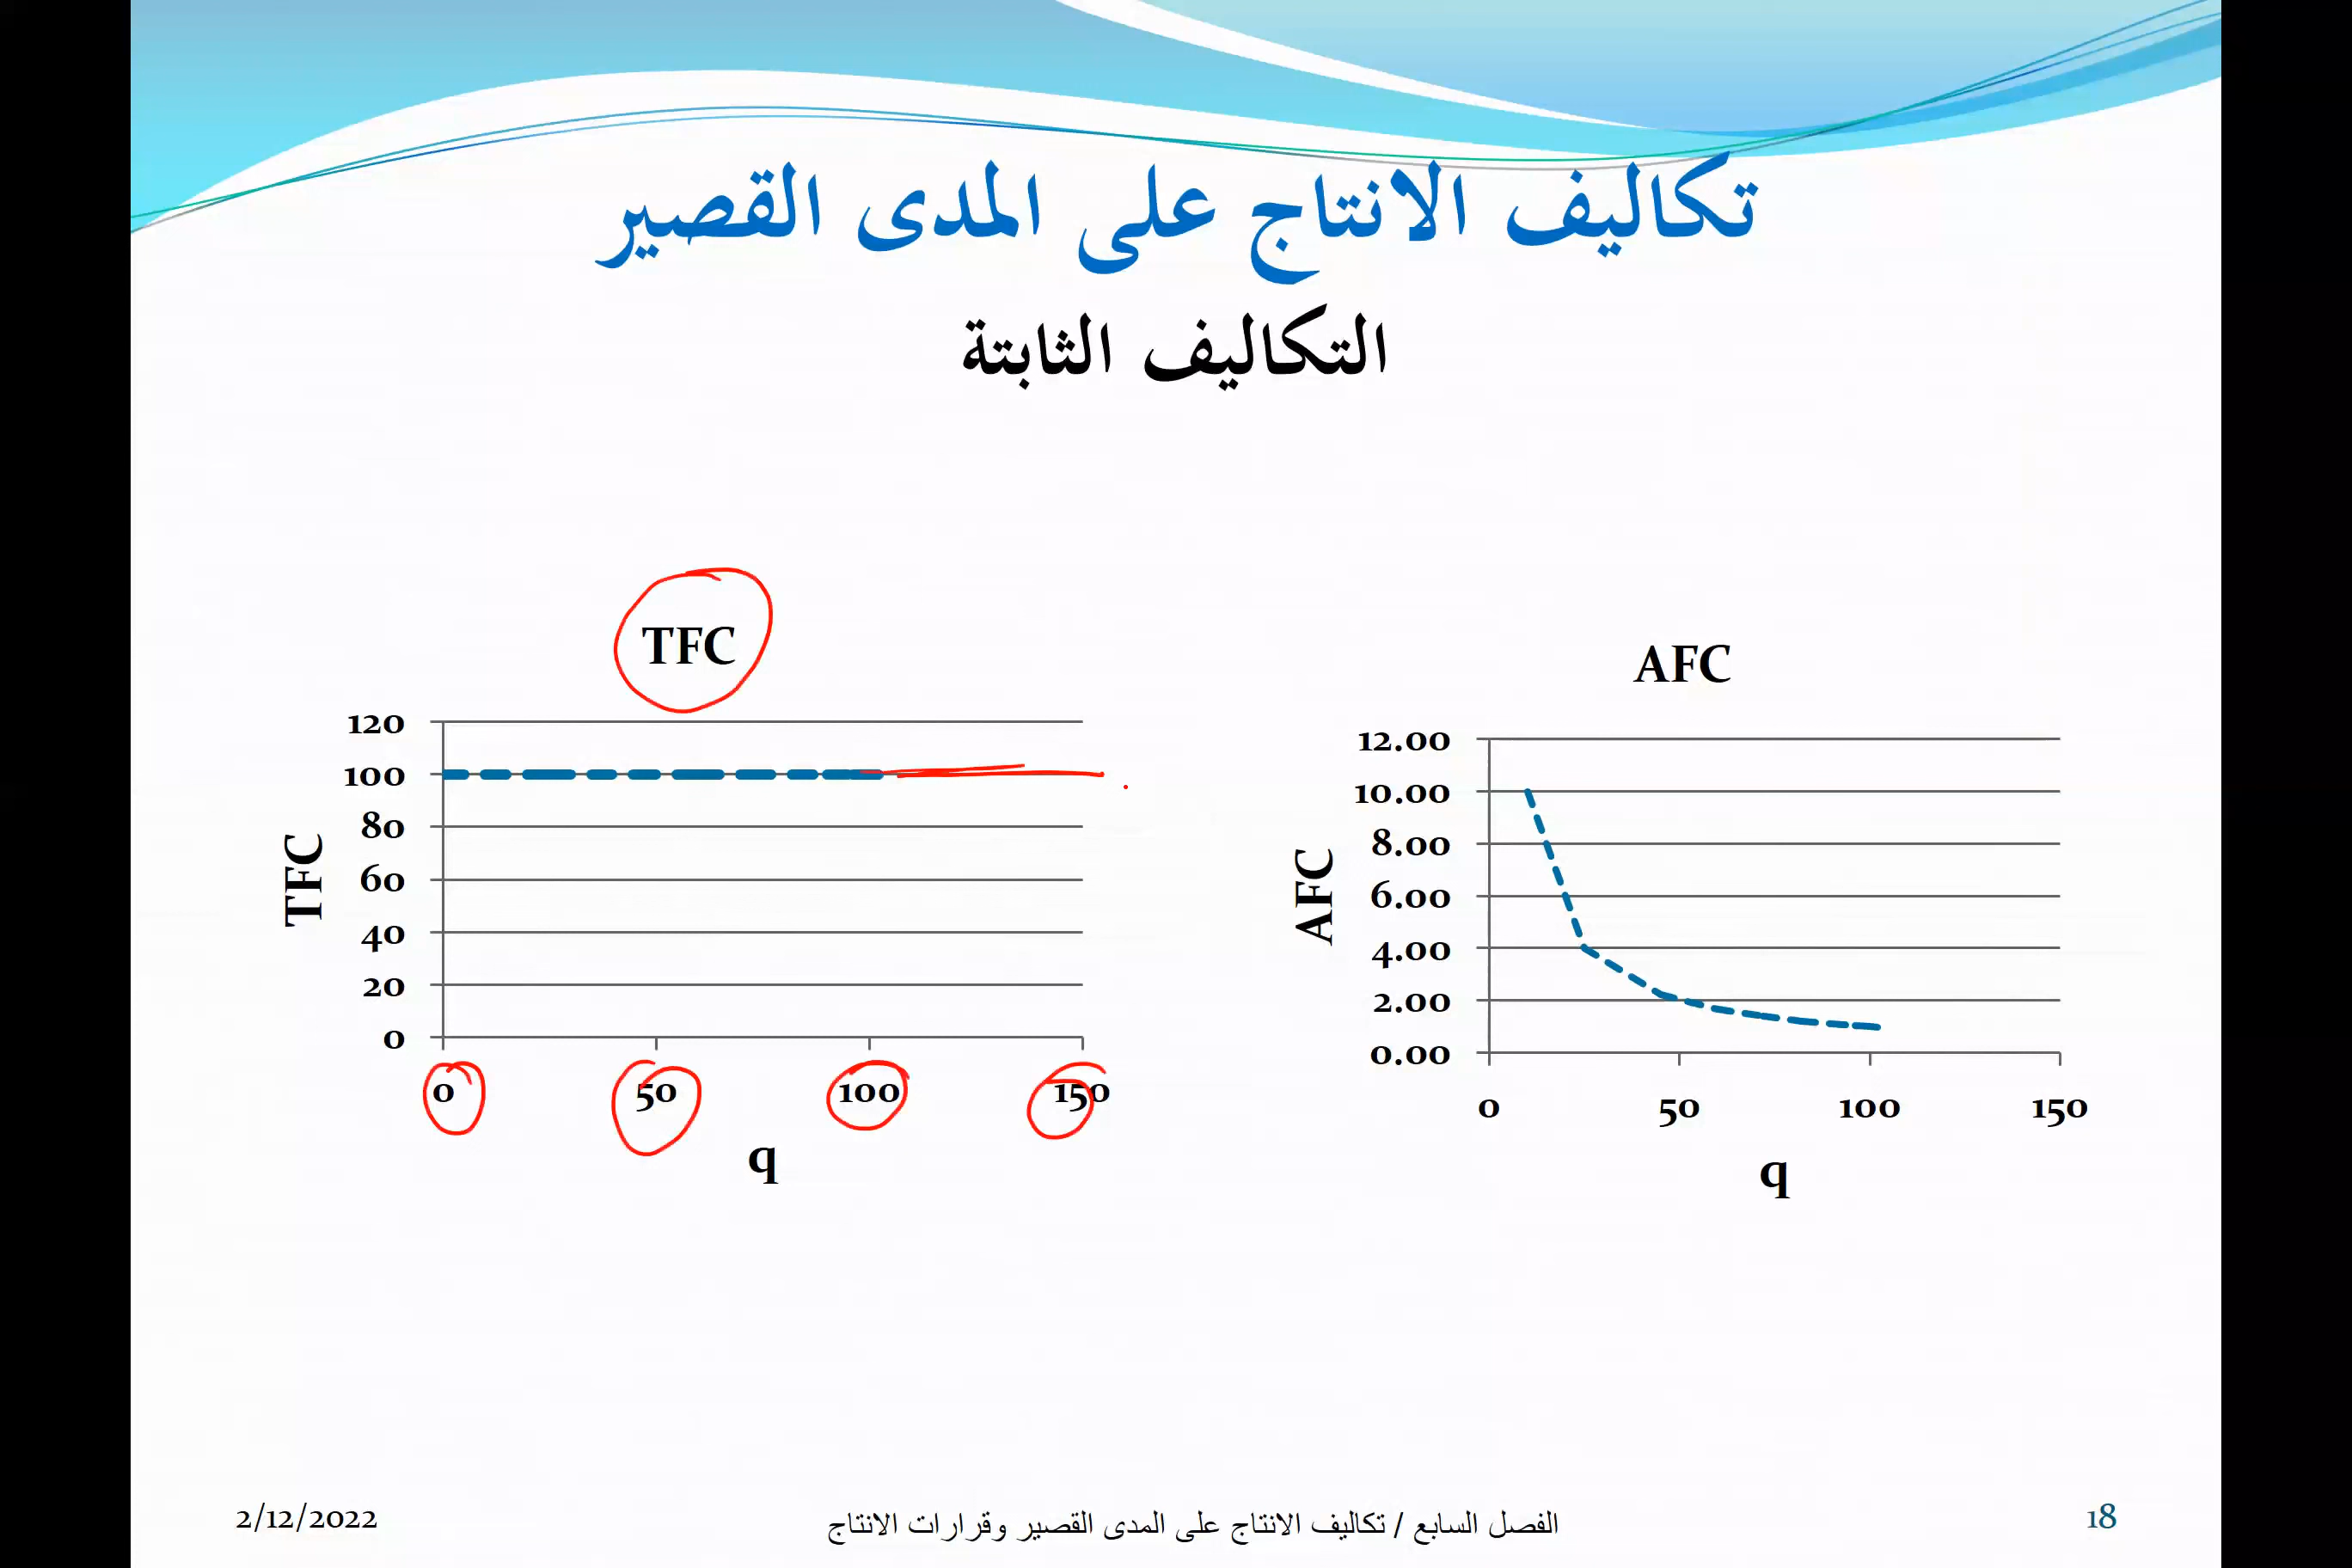 تكاليف الانتاج على المدى القصير
التكاليف الثابتة
TFC
120
100
80
60
40
20
0
TFC
0 50 100 150
q
AFC
12.00
10.00
8.00
6.00
4.00
2.00
0.00
AFC
0 50 100 150
q
2/12/2022
الفصل السابع / تكاليف الانتاج على المدى القصير وقرارات الانتاج
18